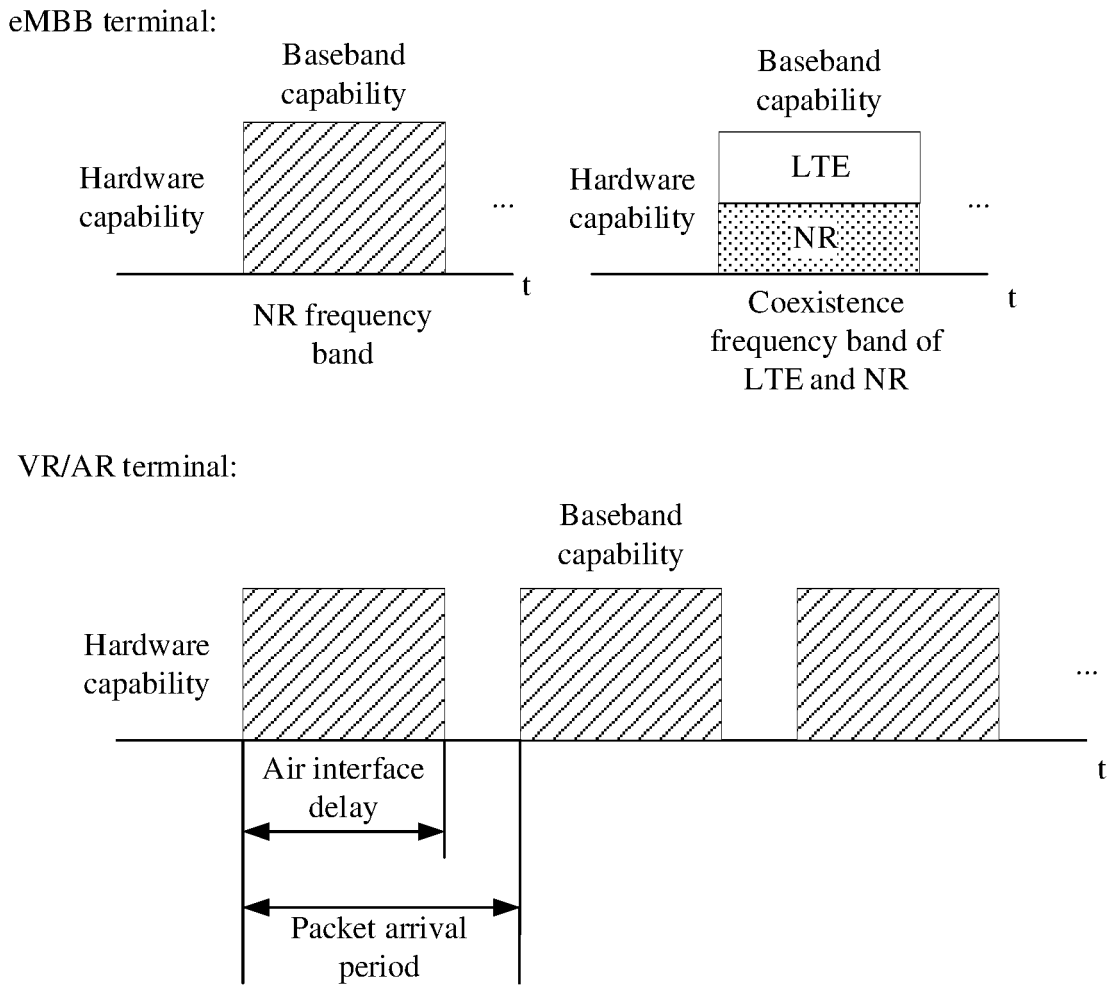 eMBB terminal:
Baseband
capability
Hardware
capability
...
t
NR frequency
band
Baseband
capability
Hardware
capability
LTE
NR
...
t
Coexistence
frequency band of
LTE and NR
VR/AR terminal:
Baseband
capability
Hardware
capability
...
t
Air interface
delay
Packet arrival
period